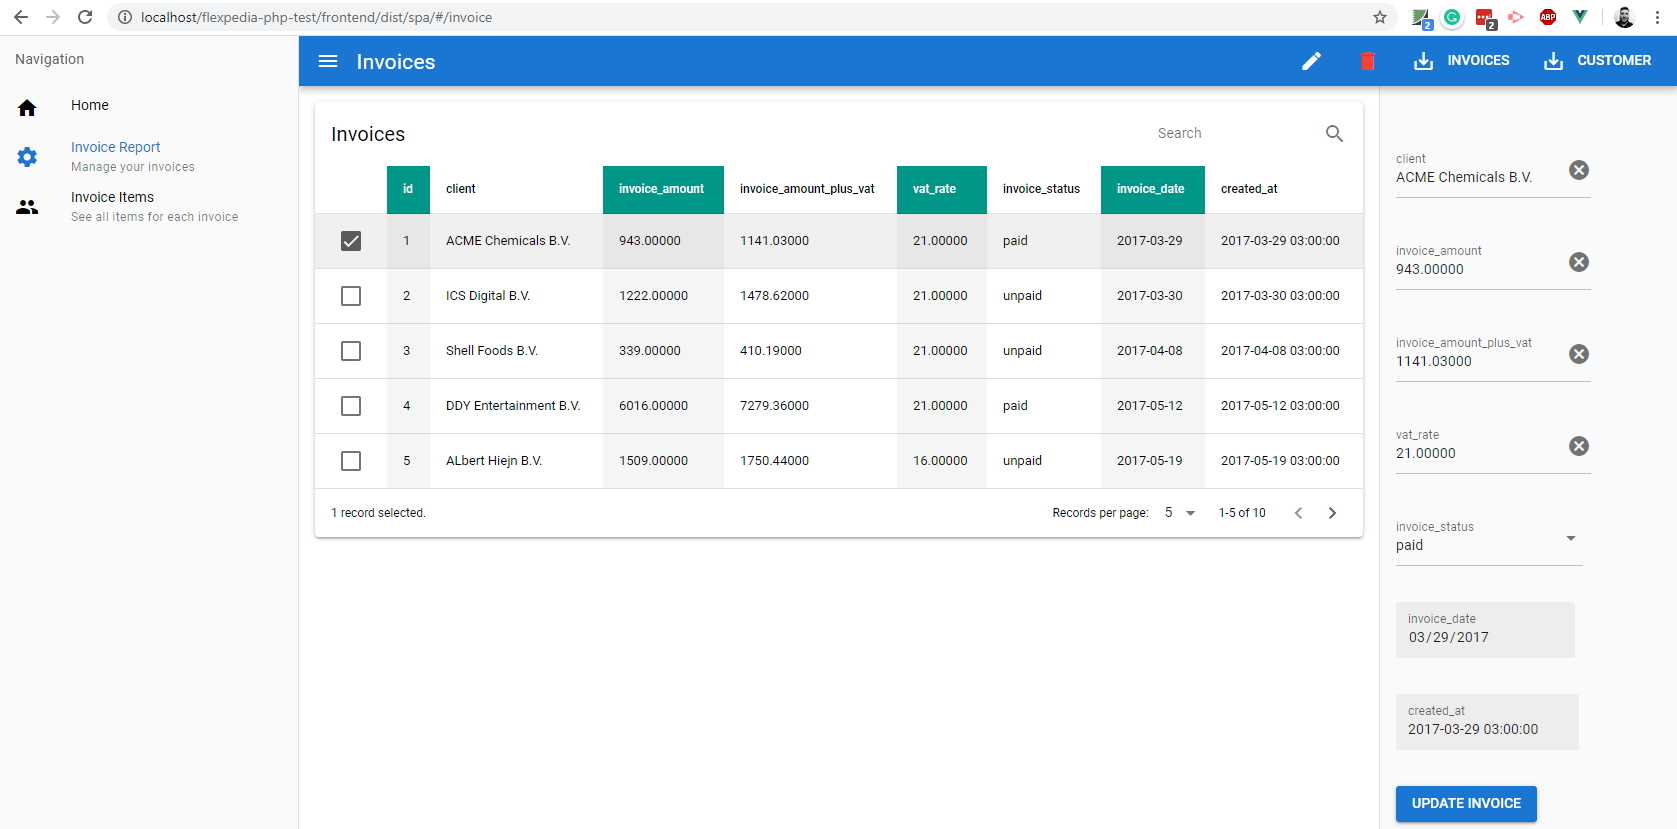 localhost/flexpedia-php-test/frontend/dist/spa/#/invoice
2
2
ABP
Navigation
Home
Invoice Report
Manage your invoices
Invoice Items
See all items for each invoice
Invoices
INVOICES
CUSTOMER
Invoices
Search
id client invoice_amount invoice_amount_plus_vat vat_rate invoice_status invoice_date created_at
1 ACME Chemicals B.V. 943.00000 1141.03000 21.00000 paid 2017-03-29 2017-03-29 03:00:00
2 ICS Digital B.V. 1222.00000 1478.62000 21.00000 unpaid 2017-03-30 2017-03-30 03:00:00
3 Shell Foods B.V. 339.00000 410.19000 21.00000 unpaid 2017-04-08 2017-04-08 03:00:00
4 DDY Entertainment B.V. 6016.00000 7279.36000 21.00000 paid 2017-05-12 2017-05-12 03:00:00
5 ALbert Hiejn B.V. 1509.00000 1750.44000 16.00000 unpaid 2017-05-19 2017-05-19 03:00:00
1 record selected.
Records per page: 5 1-5 of 10
client
ACME Chemicals B.V.
invoice_amount
943.00000
invoice_amount_plus_vat
1141.03000
vat_rate
21.00000
invoice_status
paid
invoice_date
03/29/2017
created_at
2017-03-29 03:00:00
UPDATE INVOICE